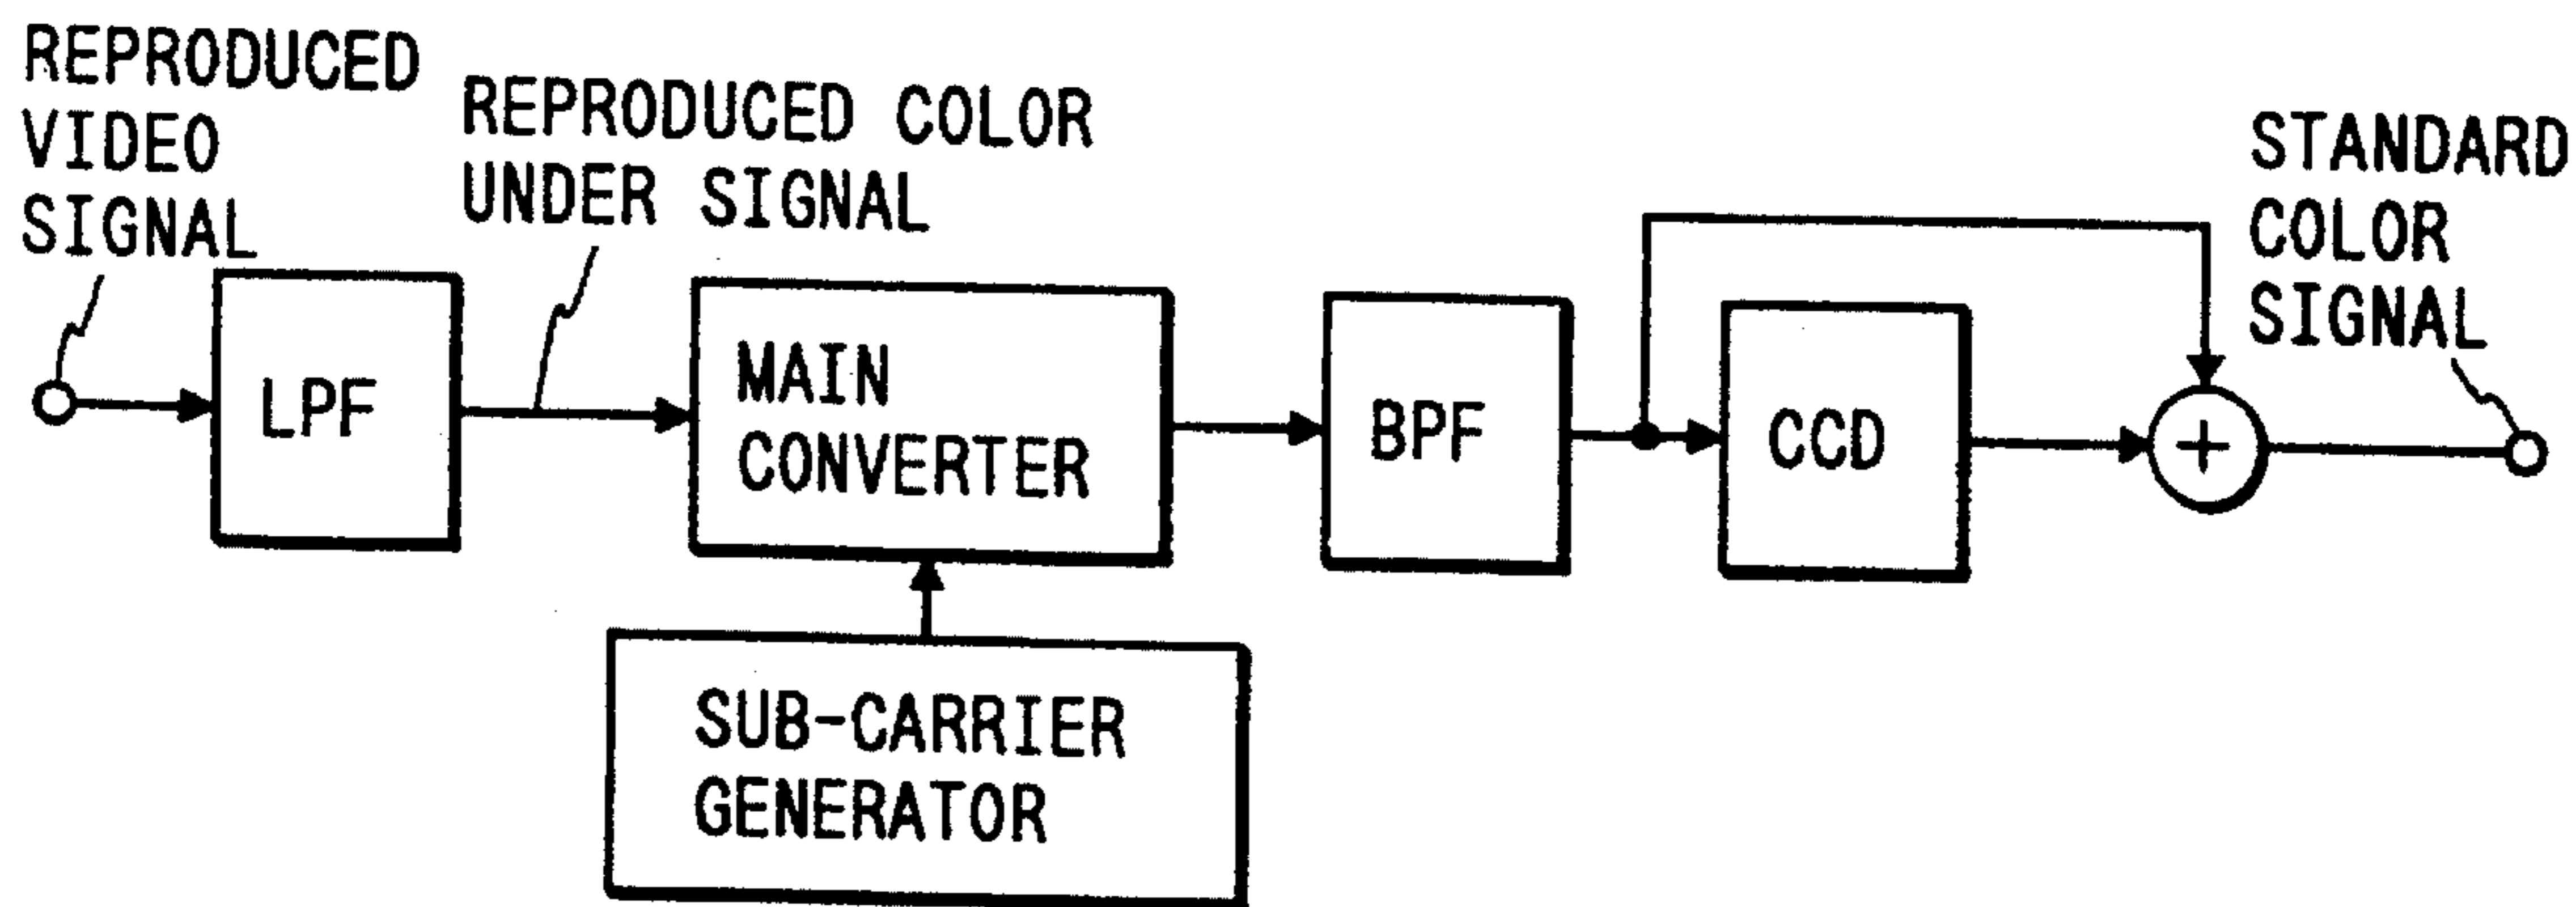 REPRODUCED
VIDEO
SIGNAL
REPRODUCED COLOR
UNDER SIGNAL
STANDARD
COLOR
SIGNAL
LPF
MAIN
CONVERTER
BPF
CCD
+
SUB-CARRIER
GENERATOR